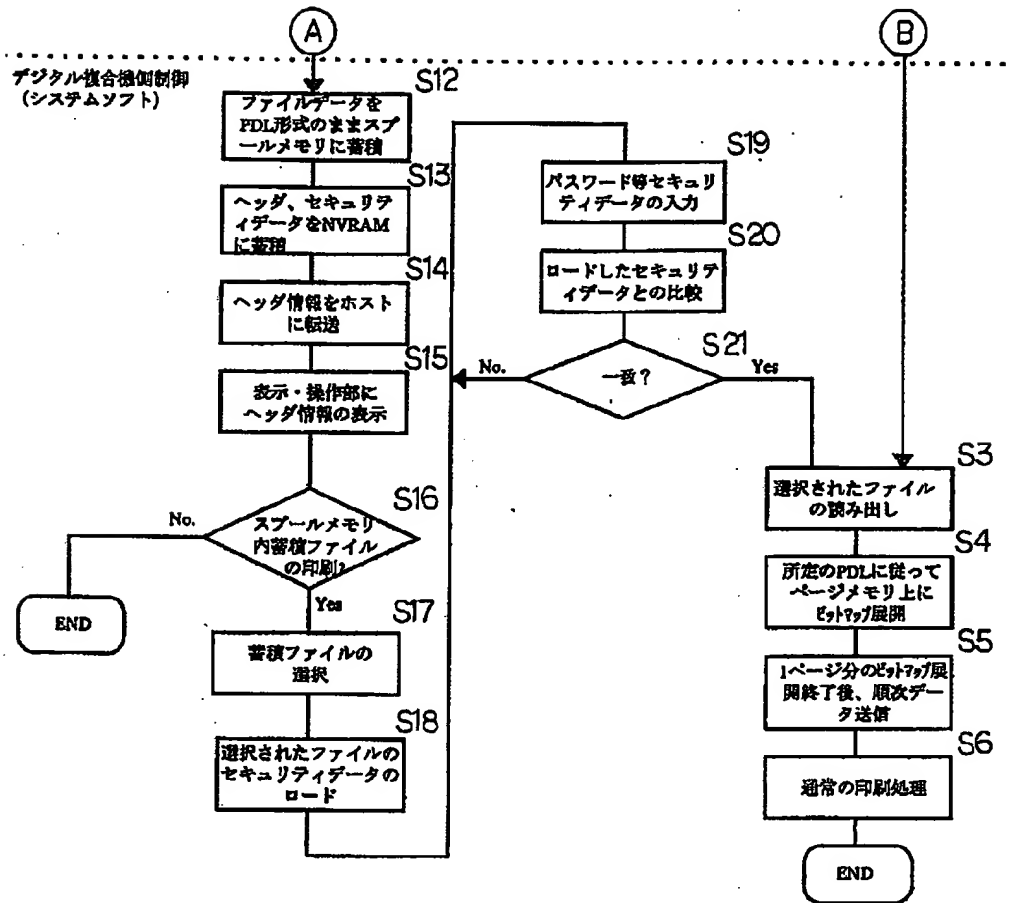 A
B
デジタル複合機側制御
(システムソフト)
S12
ファイルデータを
PDL形式のままスプ
ールメモリに蓄積
S13
ヘッダ、セキュリテ
ィデータをNVRAM
に蓄積
S14
ヘッダ情報をホスト
に転送
S15
表示・操作部に
ヘッダ情報の表示
S16
スプールメモリ
内蓄積ファイル
の印刷?
No.
Yes
END
S17
蓄積ファイルの
選択
S18
選択されたファイルの
セキュリティデータの
ロード
S19
パスワード等セキュリ
ティデータの入力
S20
ロードしたセキュリテ
ィデータとの比較
S21
一致?
No.
Yes
S3
選択されたファイル
の読み出し
S4
所定のPDLに従って
ページメモリ上に
ビットマップ展開
S5
1ページ分のビットマップ展
開終了後、順次デー
タ送信
S6
通常の印刷処理
END